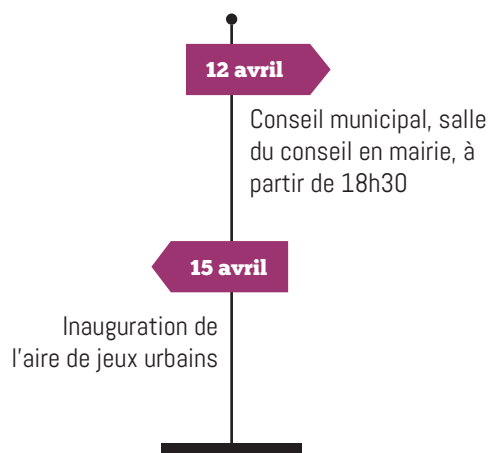 12 avril
Conseil municipal, salle
du conseil en mairie, à
partir de 18h30
15 avril
Inauguration de
l'aire de jeux urbains